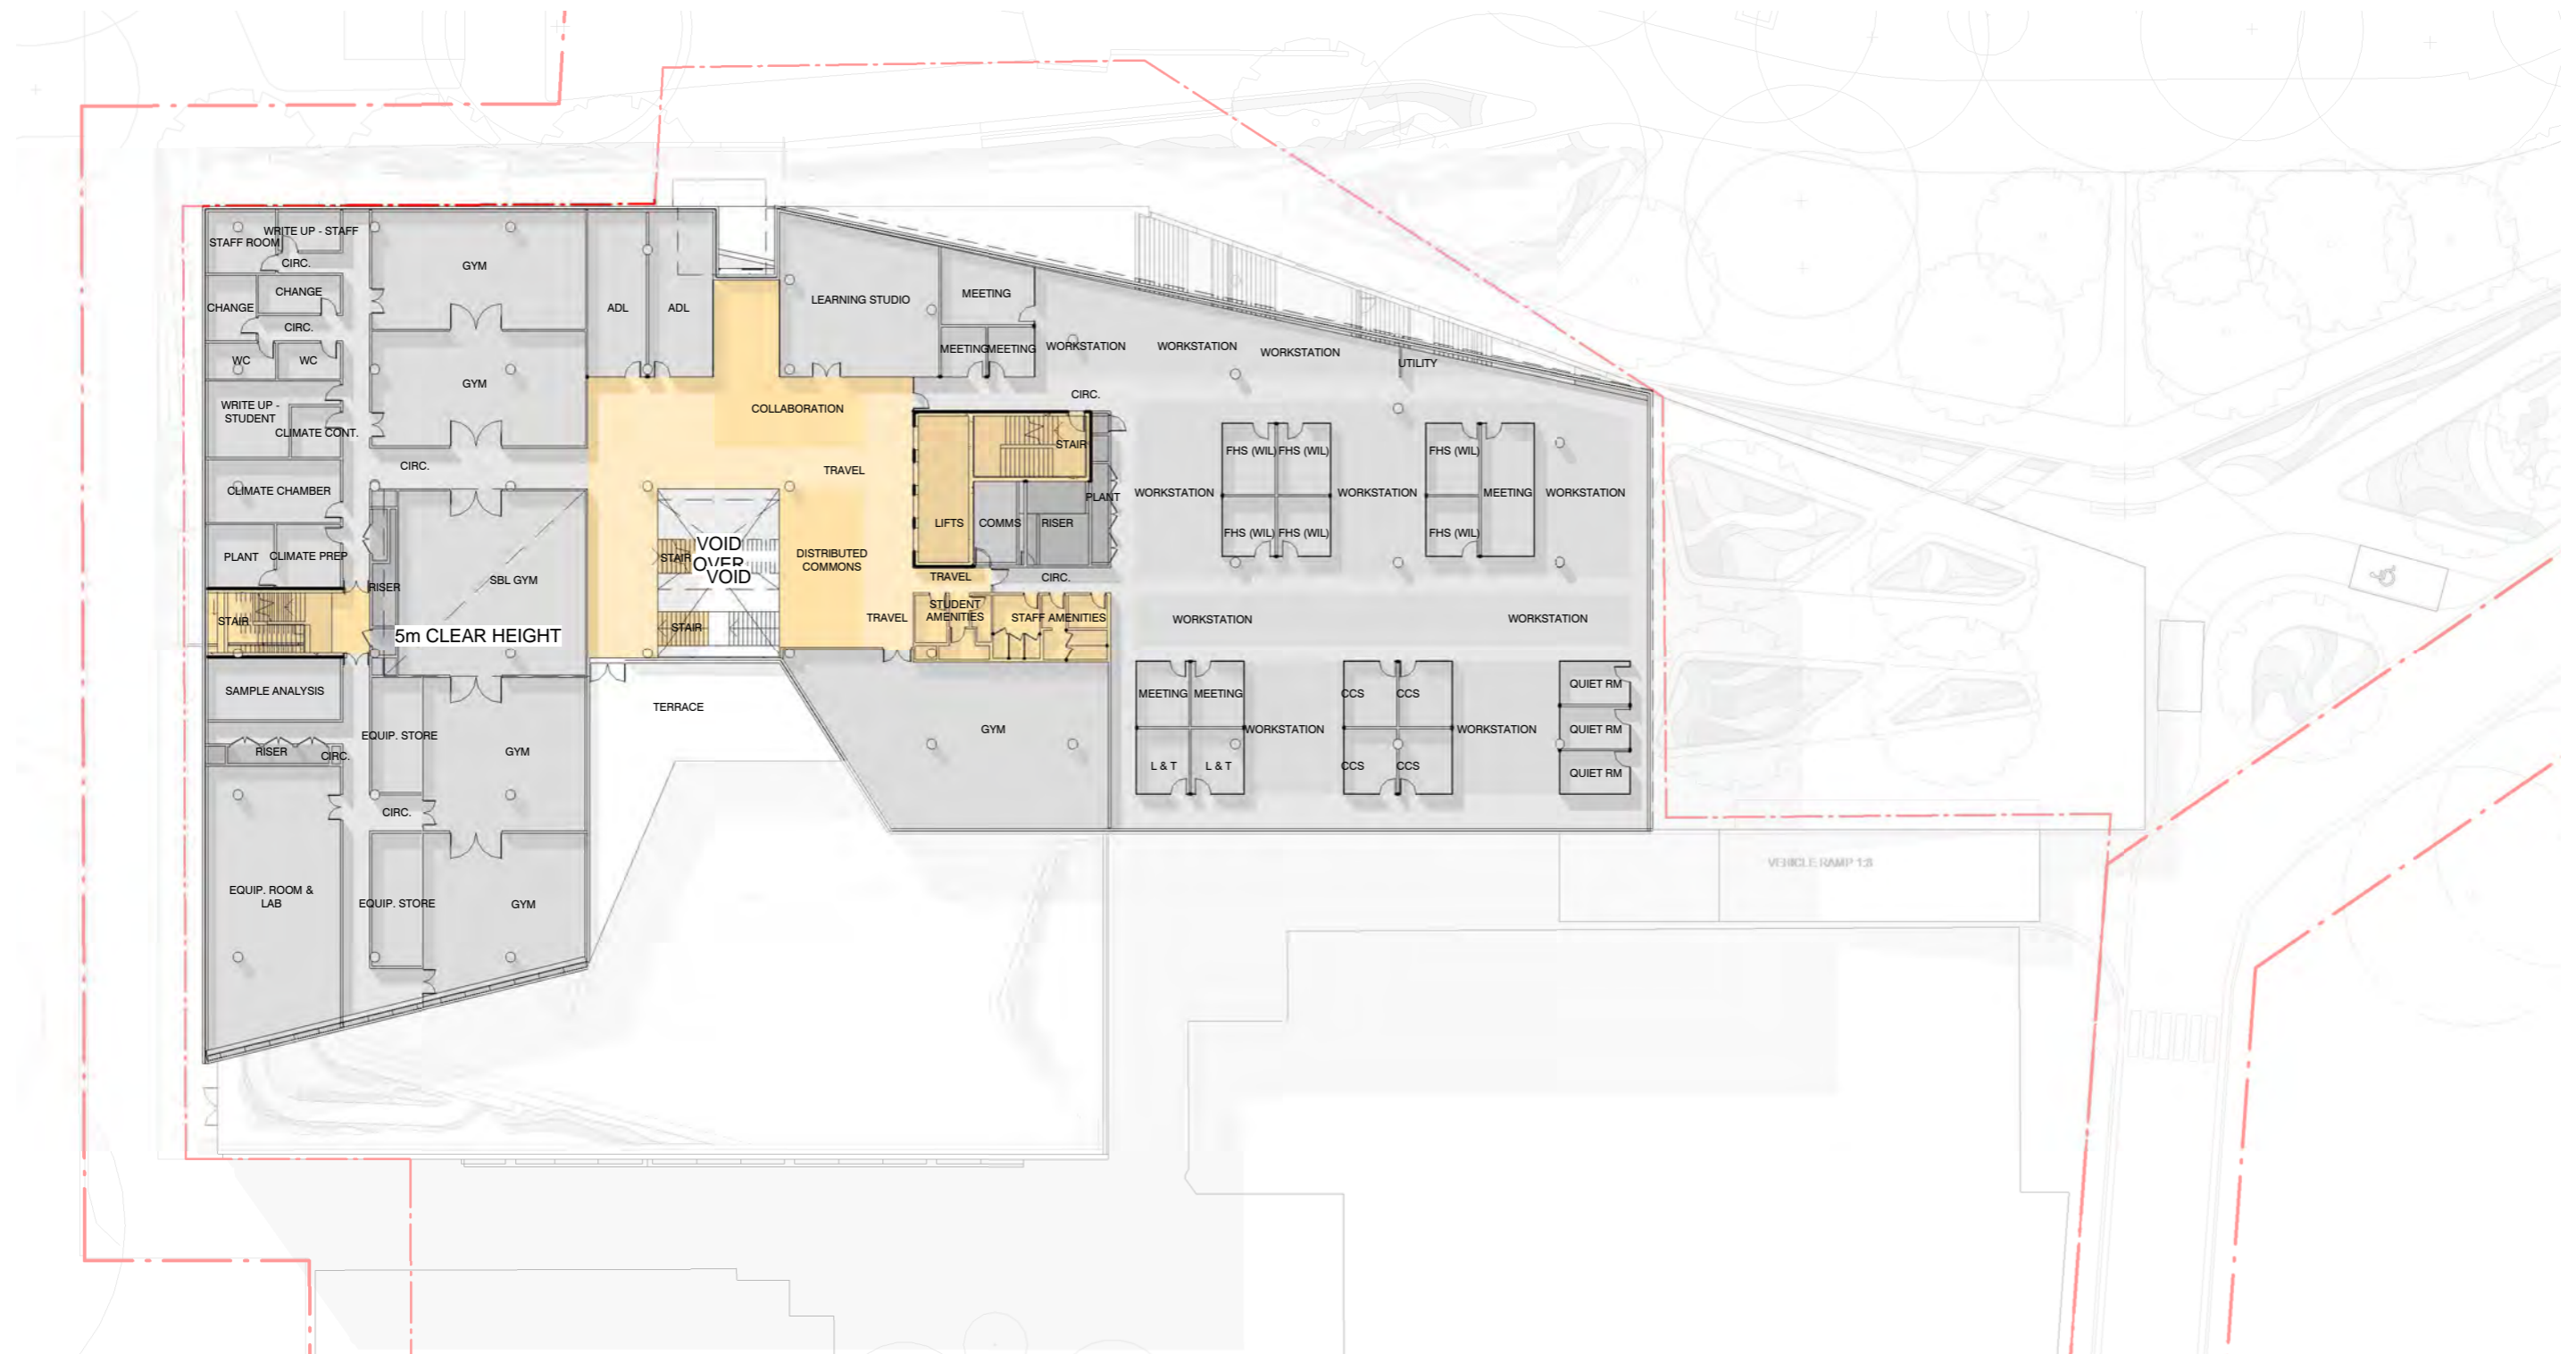 STAFF ROOM
WRITE UP - STAFF
CIRC.
CHANGE
CHANGE
CIRC.
WC
WC
WRITE UP -
STUDENT
CLIMATE CONT.
CLIMATE CHAMBER
PLANT
CLIMATE PREP
STAIR
RISER
SAMPLE ANALYSIS
RISER
CIRC.
EQUIP. ROOM &
LAB
GYM
GYM
CIRC.
SBL GYM
5m CLEAR HEIGHT
EQUIP. STORE
GYM
CIRC.
EQUIP. STORE
GYM
ADL
ADL
COLLABORATION
TRAVEL
STAIR
VOID
OVER
VOID
STAIR
DISTRIBUTED
COMMONS
TRAVEL
TERRACE
LEARNING STUDIO
MEETING
MEETING
MEETING
WORKSTATION
WORKSTATION
WORKSTATION
UTILITY
CIRC.
STAIR
LIFTS
COMMS
RISER
PLANT
TRAVEL
CIRC.
STUDENT
AMENITIES
STAFF AMENITIES
GYM
WORKSTATION
FHS (WIL)
FHS (WIL)
FHS (WIL)
FHS (WIL)
WORKSTATION
FHS (WIL)
FHS (WIL)
MEETING
WORKSTATION
WORKSTATION
WORKSTATION
MEETING
MEETING
L & T
L & T
WORKSTATION
CCS
CCS
CCS
CCS
WORKSTATION
QUIET RM
QUIET RM
QUIET RM
VEHICLE RAMP 1:8